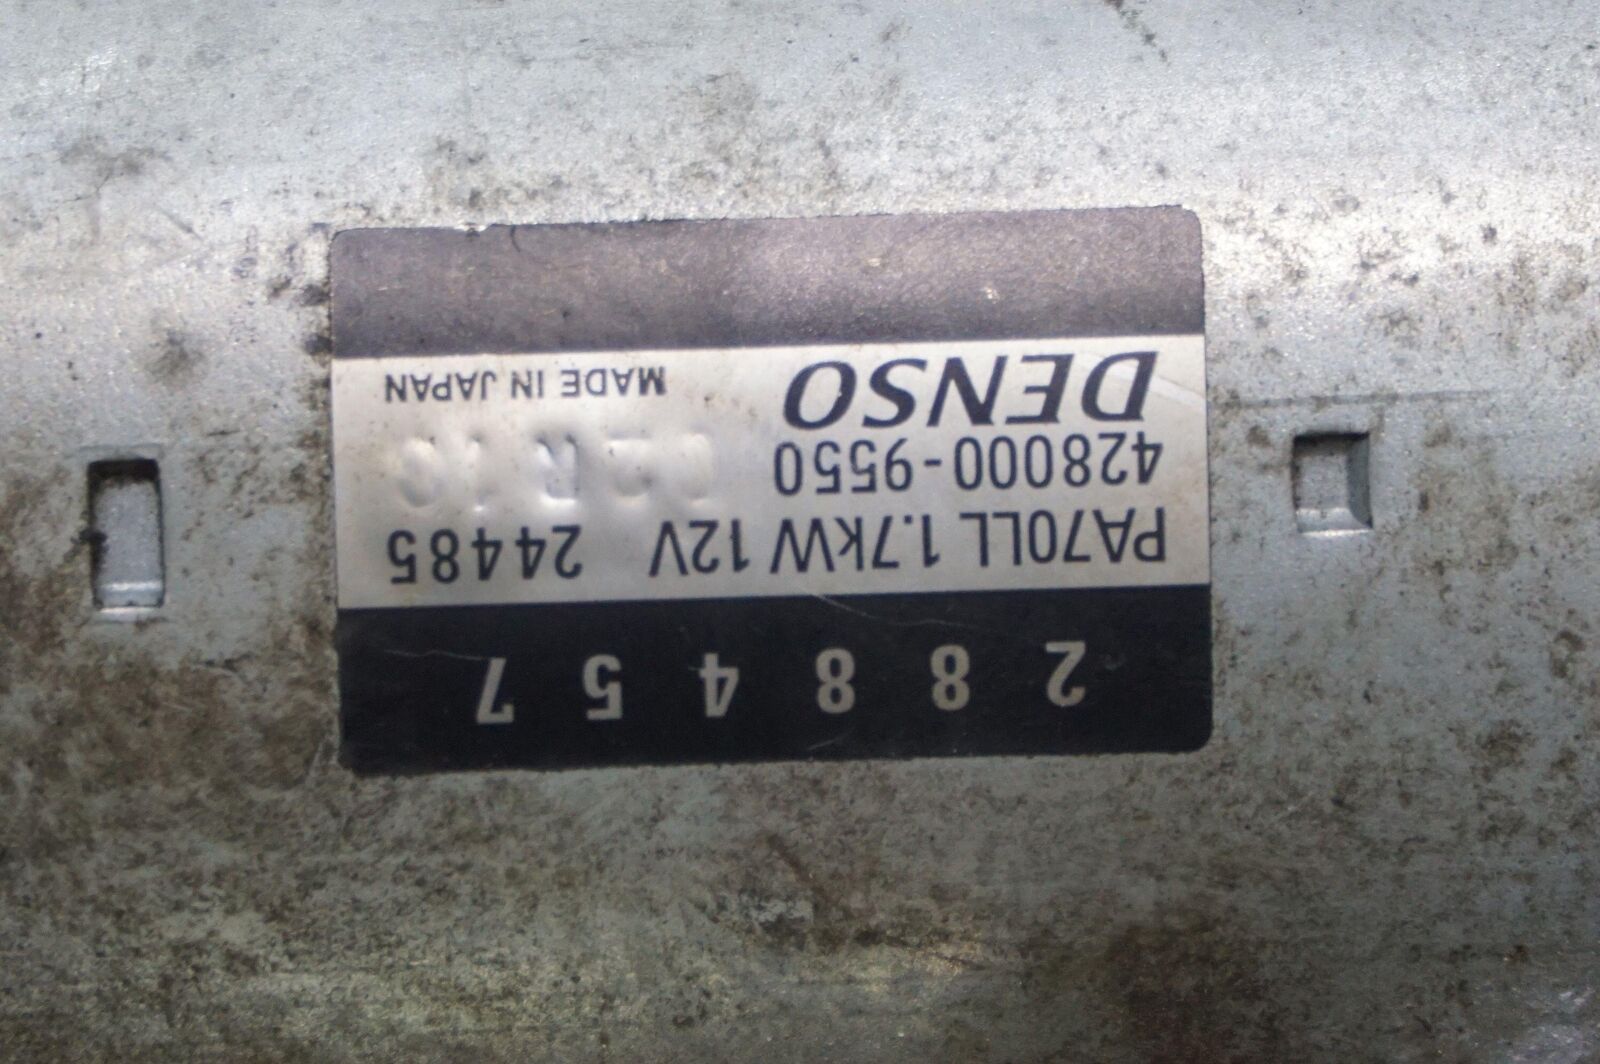 2 8 8 4 5 7
PA70LL 1.7kW 12V 24485
428000-9550
DENSO MADE IN JAPAN